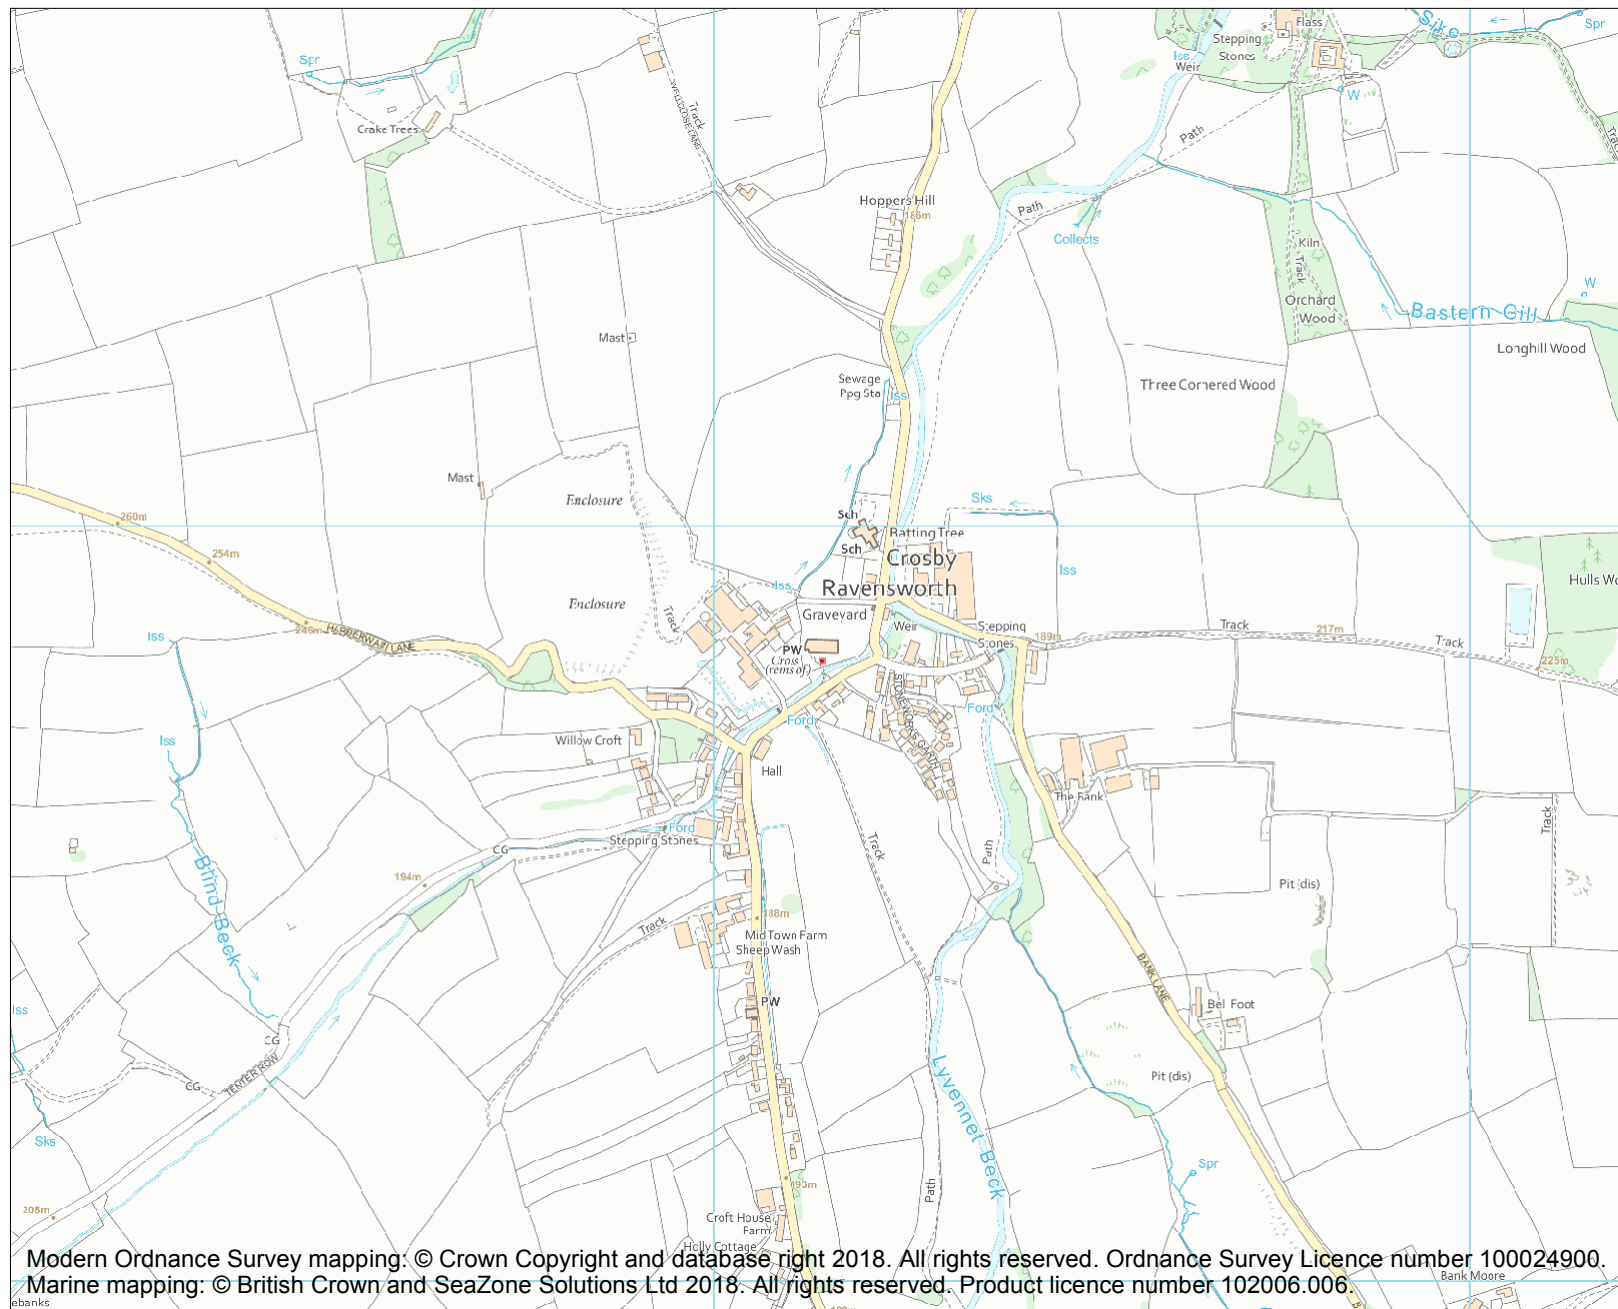 Flass
Sike
Spr
Stepping
Stones
Iss
Weir
Spr
W
Track
WELL CLOSE LANE
Crake Trees
Path
Hoppers Hill
186m
Path
Collects
Kiln
Track
W
Orchard
Wood
Bastern Gill
Mast
Longhill Wood
Sewage
Ppg Sta
Iss
Three Cornered Wood
Mast
Enclosure
Sks
260m
Sch
Batting Tree
254m
Sch
Crosby
Iss
Ravensworth
Iss
Hulls Wo
Enclosure
Graveyard
Track
Weir
Stepping
Stones
189m
Track
217m
Track
225m
246m
HARBERWAIN LANE
Iss
PW
Cross
(rems of)
STONEWORKS GARTH
Ford
Ford
Iss
Willow Croft
Hall
The Bank
Ford
Stepping Stones
CG
Track
Path
Track
Blind Beck
194m
Pit (dis)
188m
Track
Mid Town Farm
Sheep Wash
BANK LANE
PW
Iss
Bel Foot
CG
TENTER ROW
CG
Lyvennet Beck
Pit (dis)
Sks
Spr
190m
Path
208m
Croft House
Farm
Holly Cottage
Modern Ordnance Survey mapping: © Crown Copyright and database right 2018. All rights reserved. Ordnance Survey Licence number 100024900.
Bank Moore
Marine mapping: © British Crown and SeaZone Solutions Ltd 2018. All rights reserved. Product licence number 102006.006.
ebanks